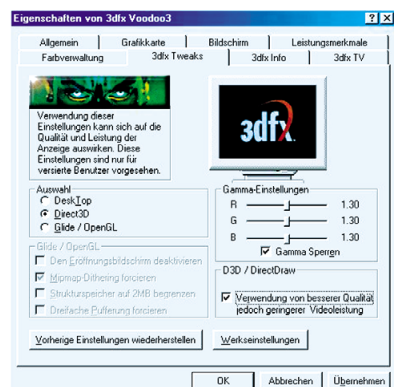 Eigenschaften von 3dfx Voodoo3
Allgemein Grafikkarte Bildschirm Leistungsmerkmale
Farbverwaltung 3dfx Tweaks 3dfx Info 3dfx TV
Verwendung dieser
Einstellungen kann sich auf die
Qualität und Leistung der
Anzeige auswirken. Diese
Einstellungen sind nur für
versierte Benutzer vorgesehen.
3dfx
Auswahl
DeskTop
Direct3D
Glide / OpenGL
Gamma-Einstellungen
R 1.30
G 1.30
B 1.30
Gamma Sperren
Glide / OpenGL
Den Eröffnungsbildschirm deaktivieren
Mipmap-Dithering forcieren
Strukturspeicher auf 2MB begrenzen
Dreifache Pufferung forcieren
D3D / DirectDraw
Verwendung von besserer Qualität
jedoch geringerer Videoleistung
Vorherige Einstellungen wiederherstellen
Werkseinstellungen
OK Abbrechen Übernehmen